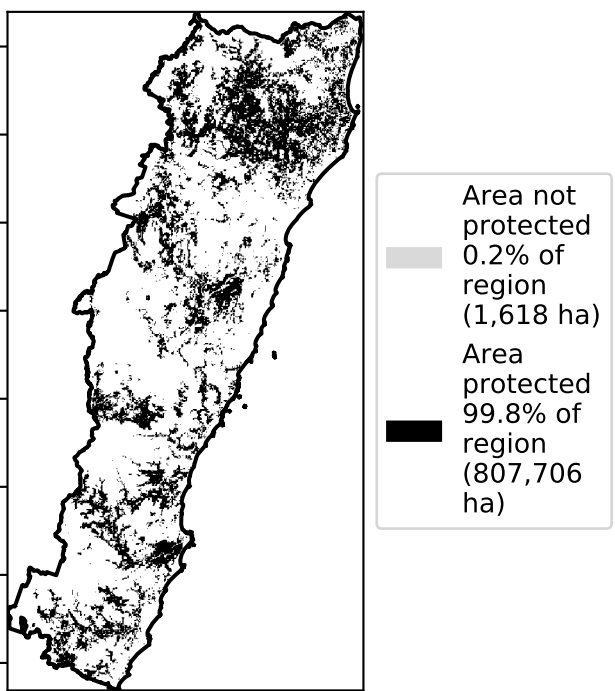 Area not
protected
0.2% of
region
(1,618 ha)
Area
protected
99.8% of
region
(807,706
ha)